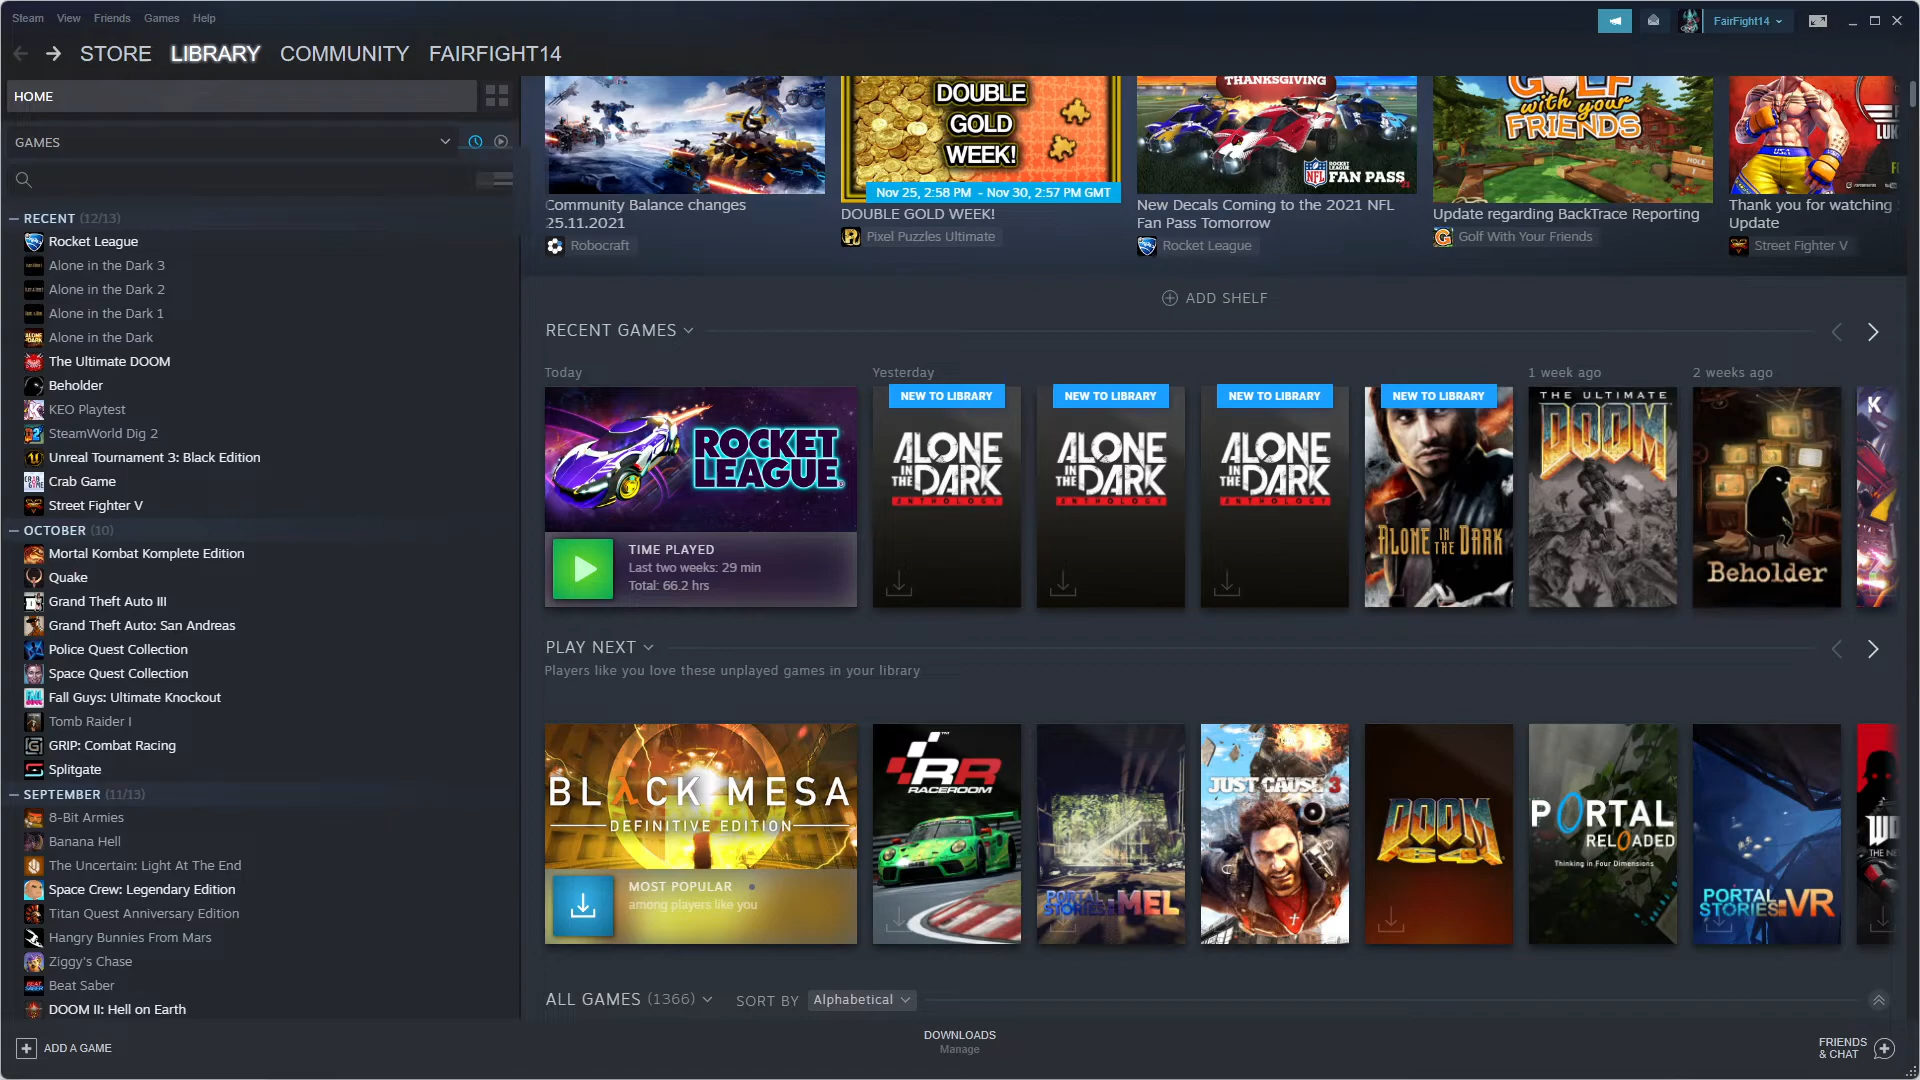 Steam View Friends Games Help
FairFight14
STORE LIBRARY COMMUNITY FAIRFIGHT14
HOME
GAMES
RECENT (12/13)
Rocket League
Alone in the Dark 3
Alone in the Dark 2
Alone in the Dark 1
Alone in the Dark
The Ultimate DOOM
Beholder
KEO Playtest
SteamWorld Dig 2
Unreal Tournament 3: Black Edition
Crab Game
Street Fighter V
OCTOBER (10)
Mortal Kombat Komplete Edition
Quake
Grand Theft Auto III
Grand Theft Auto: San Andreas
Police Quest Collection
Space Quest Collection
Fall Guys: Ultimate Knockout
Tomb Raider I
GRIP: Combat Racing
Splitgate
SEPTEMBER (11/13)
8-Bit Armies
Banana Hell
The Uncertain: Light At The End
Space Crew: Legendary Edition
Titan Quest Anniversary Edition
Hangry Bunnies From Mars
Ziggy's Chase
Beat Saber
DOOM II: Hell on Earth
ADD A GAME
Community Balance changes
25.11.2021
Robocraft
DOUBLE
GOLD
WEEK!
Nov 25, 2:58 PM - Nov 30, 2:57 PM GMT
DOUBLE GOLD WEEK!
Pixel Puzzles Ultimate
THANKSGIVING
NFL
ROCKET LEAGUE
FAN PASS
New Decals Coming to the 2021 NFL
Fan Pass Tomorrow
Rocket League
GOLF
with your
FRIENDS
HOLE
Update regarding BackTrace Reporting
Golf With Your Friends
LUK
Thank you for watching
Update
Street Fighter V
ADD SHELF
RECENT GAMES
Today
ROCKET
LEAGUE
TIME PLAYED
Last two weeks: 29 min
Total: 66.2 hrs
Yesterday
NEW TO LIBRARY
ALONE
IN THE DARK
ANTHOLOGY
NEW TO LIBRARY
ALONE
IN THE DARK
ANTHOLOGY
NEW TO LIBRARY
ALONE
IN THE DARK
ANTHOLOGY
NEW TO LIBRARY
ALONE IN THE DARK
1 week ago
THE ULTIMATE
DOOM
2 weeks ago
Beholder
K
PLAY NEXT
Players like you love these unplayed games in your library
BLACK MESA
DEFINITIVE EDITION
MOST POPULAR
among players like you
RR
RACEROOM
PORTAL
STORIES:MEL
JUST CAUSE 3
DOOM
64
PORTAL
RELOADED
Thinking in Four Dimensions
PORTAL
STORIES:VR
WO
THE NE
ALL GAMES (1366) SORT BY Alphabetical
DOWNLOADS
Manage
FRIENDS
& CHAT